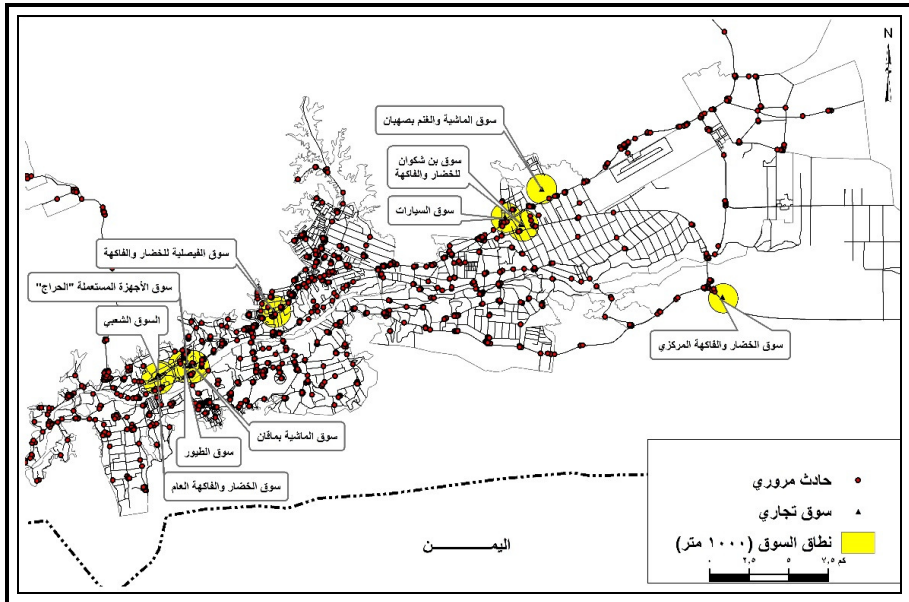 N
سوق الماشية والغنم بصهبان
سوق بن شكوان
للخضار والفاكهة
سوق السيارات
سوق الفيصلية للخضار والفاكهة
سوق الأجهزة المستعملة "الحراج"
السوق الشعبي
سوق الخضار والفاكهة المركزي
سوق الماشية بماقان
سوق الطيور
سوق الخضار والفاكهة العام
اليمـــــــن
حادث مروري
سوق تجاري
نطاق السوق (١٠٠٠ متر)
٠ ٢.٥ ٥ ٧.٥ كم